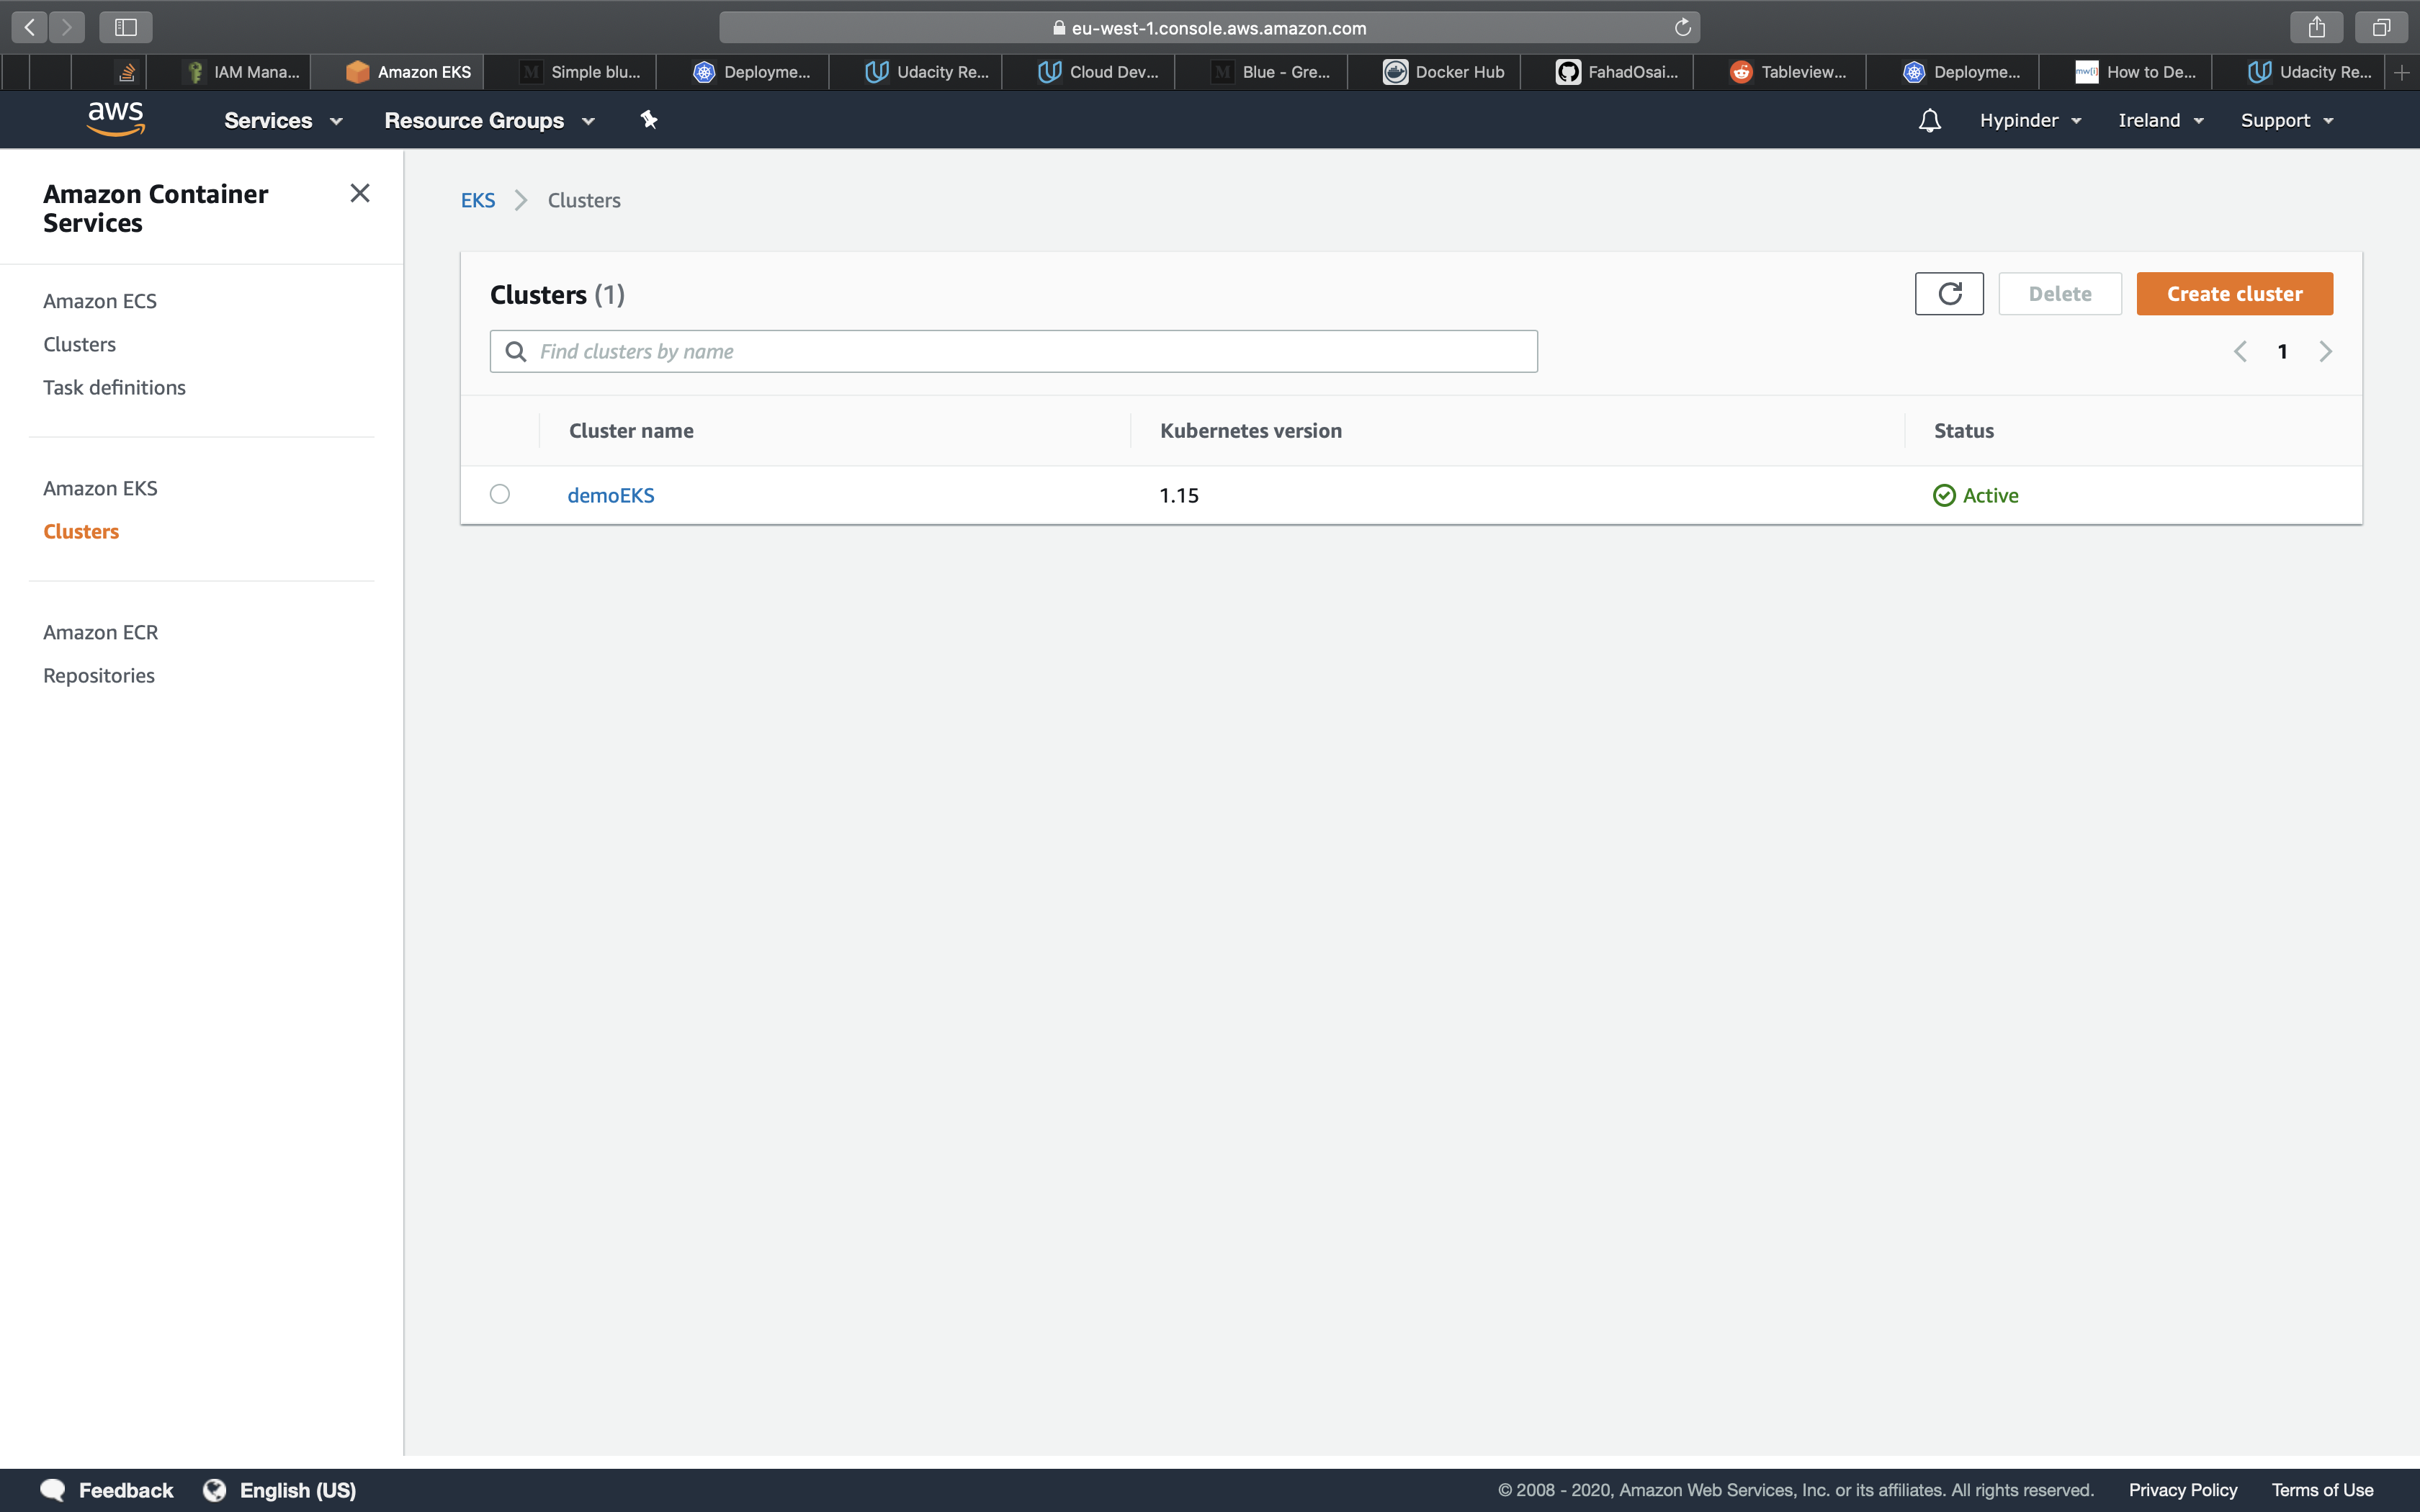 eu-west-1.console.aws.amazon.com
IAM Mana... Amazon EKS Simple blu... Deployme... Udacity Re... Cloud Dev... Blue - Gre... Docker Hub FahadOsai... Tableview... Deployme... How to De... Udacity Re...
aws Services Resource Groups Hypinder Ireland Support
Amazon Container
Services
Amazon ECS
Clusters
Task definitions
Amazon EKS
Clusters
Amazon ECR
Repositories
EKS Clusters
Clusters (1) Delete Create cluster
Find clusters by name 1
Cluster name Kubernetes version Status
demoEKS 1.15 Active
Feedback English (US) © 2008 - 2020, Amazon Web Services, Inc. or its affiliates. All rights reserved. Privacy Policy Terms of Use